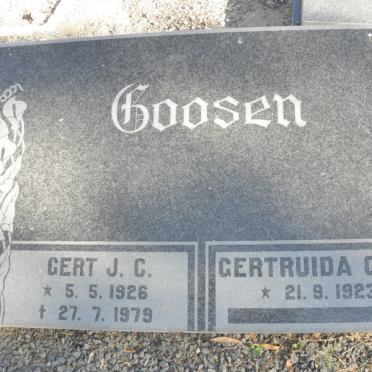 Goosen
GERT J. C.
* 5. 5. 1926
† 27. 7. 1979
GERTRUIDA
* 21. 9. 1923